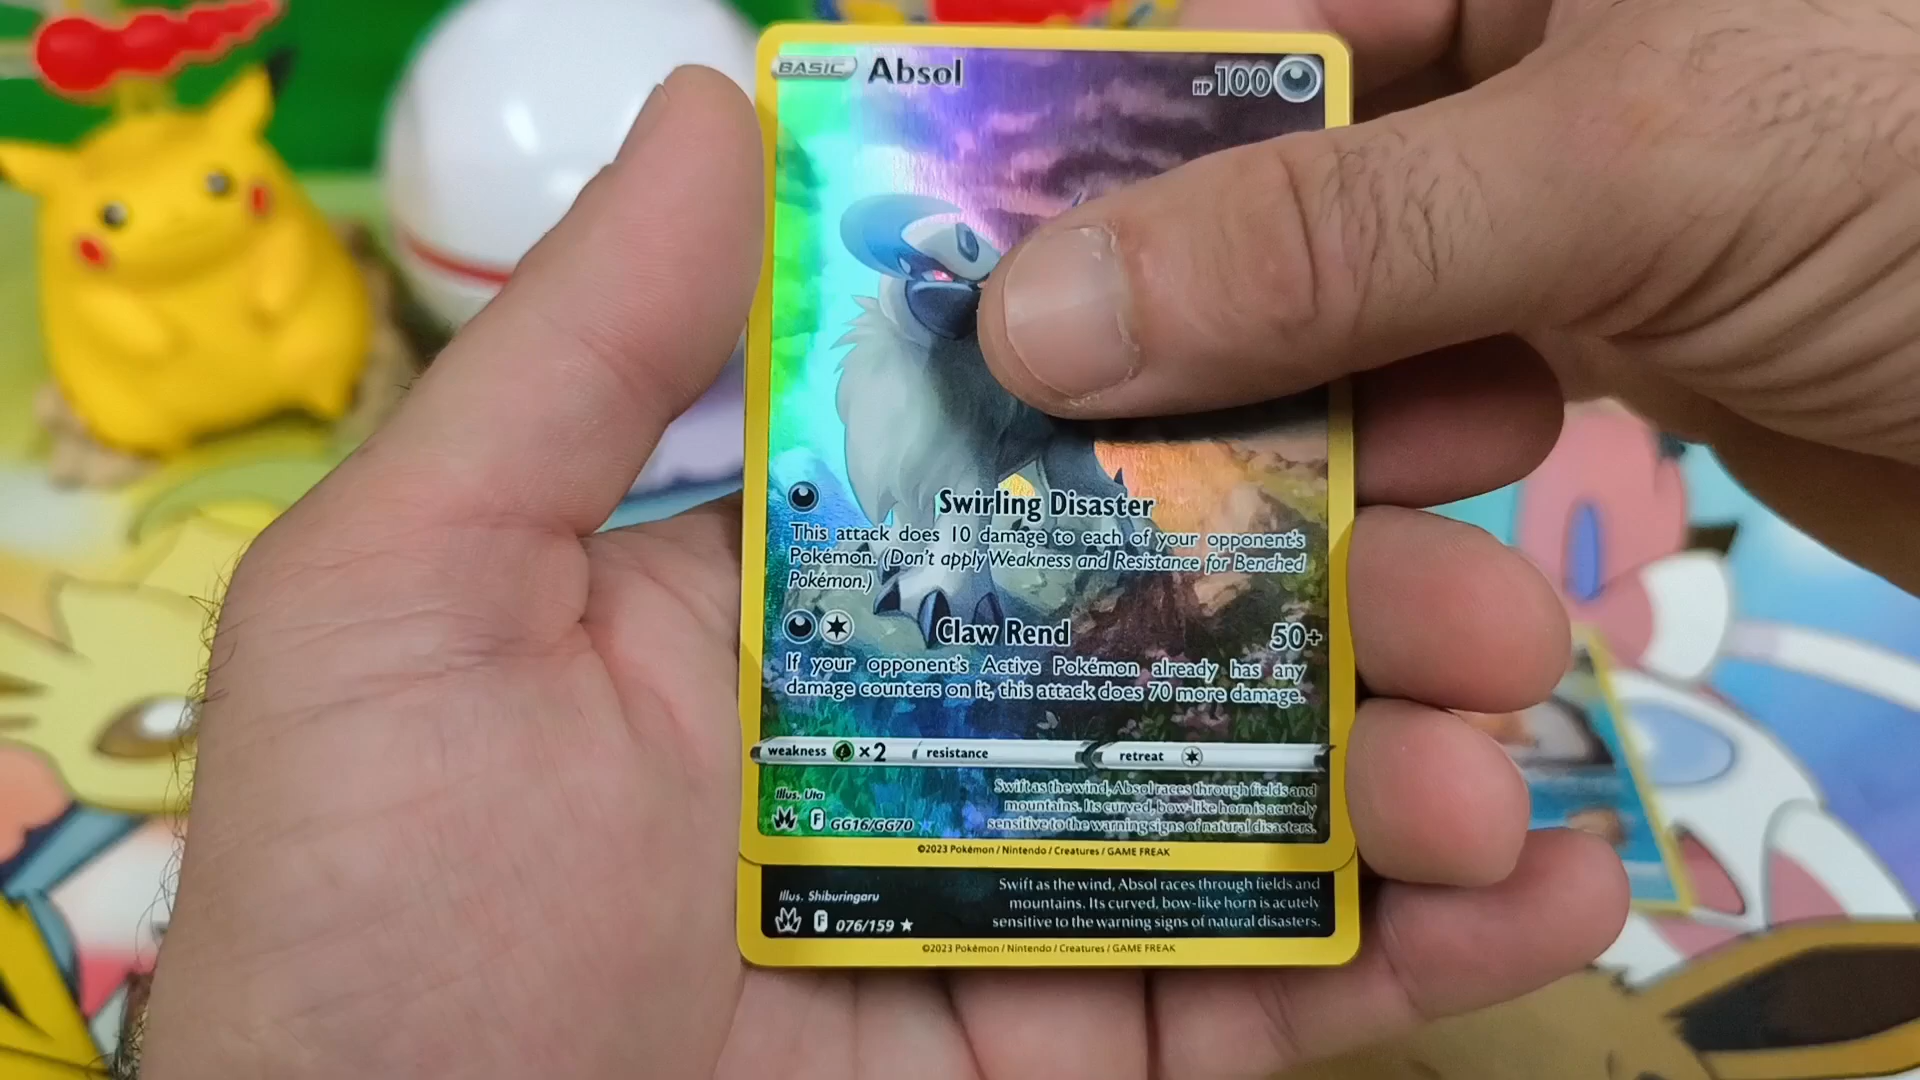 BASIC Absol HP 100
Swirling Disaster
This attack does 10 damage to each of your opponent's
Pokémon. (Don't apply Weakness and Resistance for Benched
Pokémon.)
Claw Rend 50+
If your opponent's Active Pokémon already has any
damage counters on it, this attack does 70 more damage.
weakness ×2 resistance retreat
Swift as the wind, Absol races through fields and
mountains. Its curved, bow-like horn is acutely
sensitive to the warning signs of natural disasters.
Illus. Uta
F GG16/GG70
©2023 Pokémon / Nintendo / Creatures / GAME FREAK
Swift as the wind, Absol races through fields and
mountains. Its curved, bow-like horn is acutely
sensitive to the warning signs of natural disasters.
Illus. Shiburingaru
F 076/159 ★
©2023 Pokémon / Nintendo / Creatures / GAME FREAK